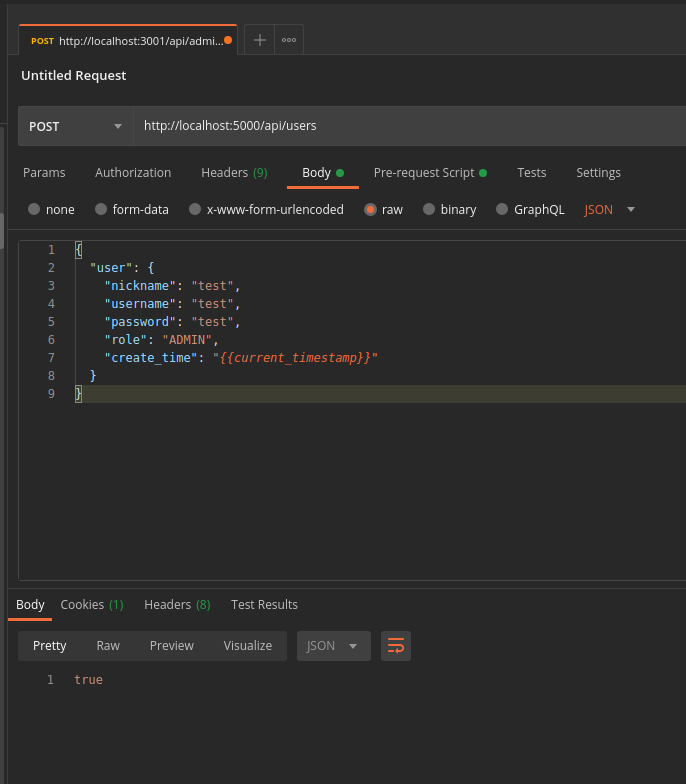 POST http://localhost:3001/api/admi...
Untitled Request
POST http://localhost:5000/api/users
Params Authorization Headers (9) Body Pre-request Script Tests Settings
none form-data x-www-form-urlencoded raw binary GraphQL JSON
1 {
2 "user": {
3 "nickname": "test",
4 "username": "test",
5 "password": "test",
6 "role": "ADMIN",
7 "create_time": "{{current_timestamp}}"
8 }
9 }
Body Cookies (1) Headers (8) Test Results
Pretty Raw Preview Visualize JSON
1 true